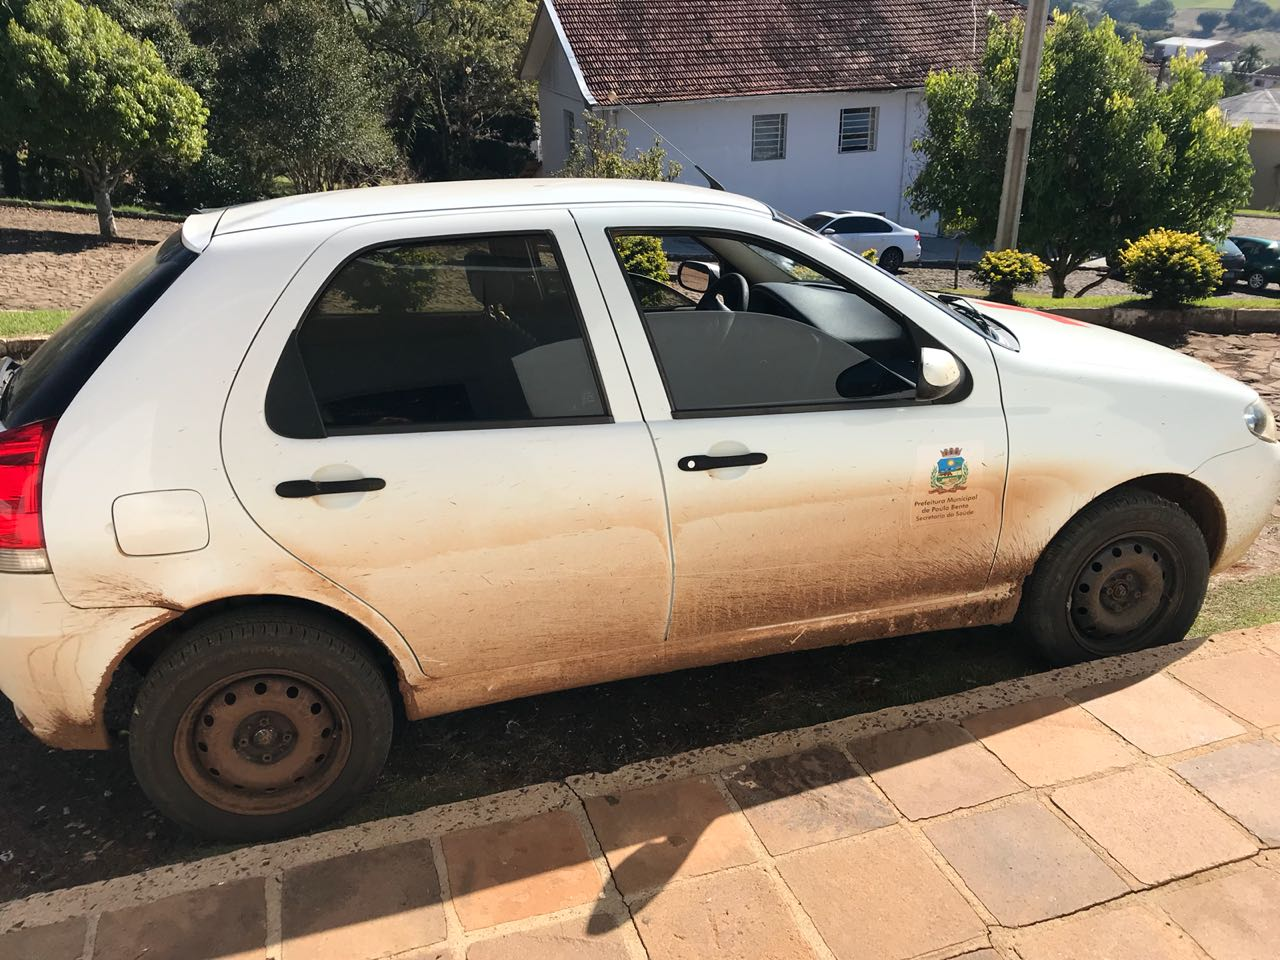 Prefeitura Municipal
de Paulo Bento
Secretaria da Saúde